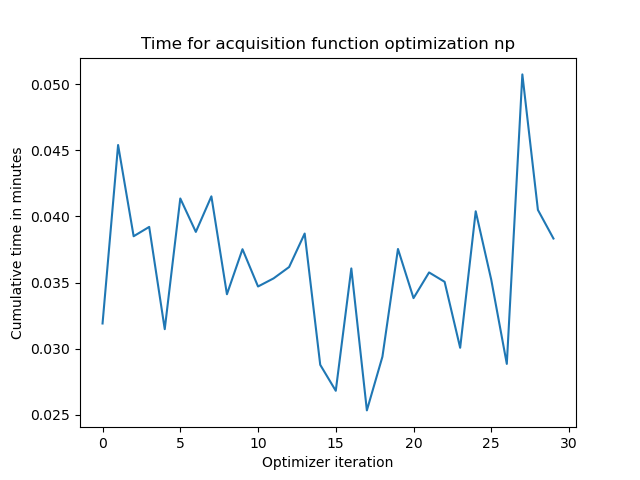 Time for acquisition function optimization np
0.050
0.045
0.040
0.035
0.030
0.025
Cumulative time in minutes
0 5 10 15 20 25 30
Optimizer iteration